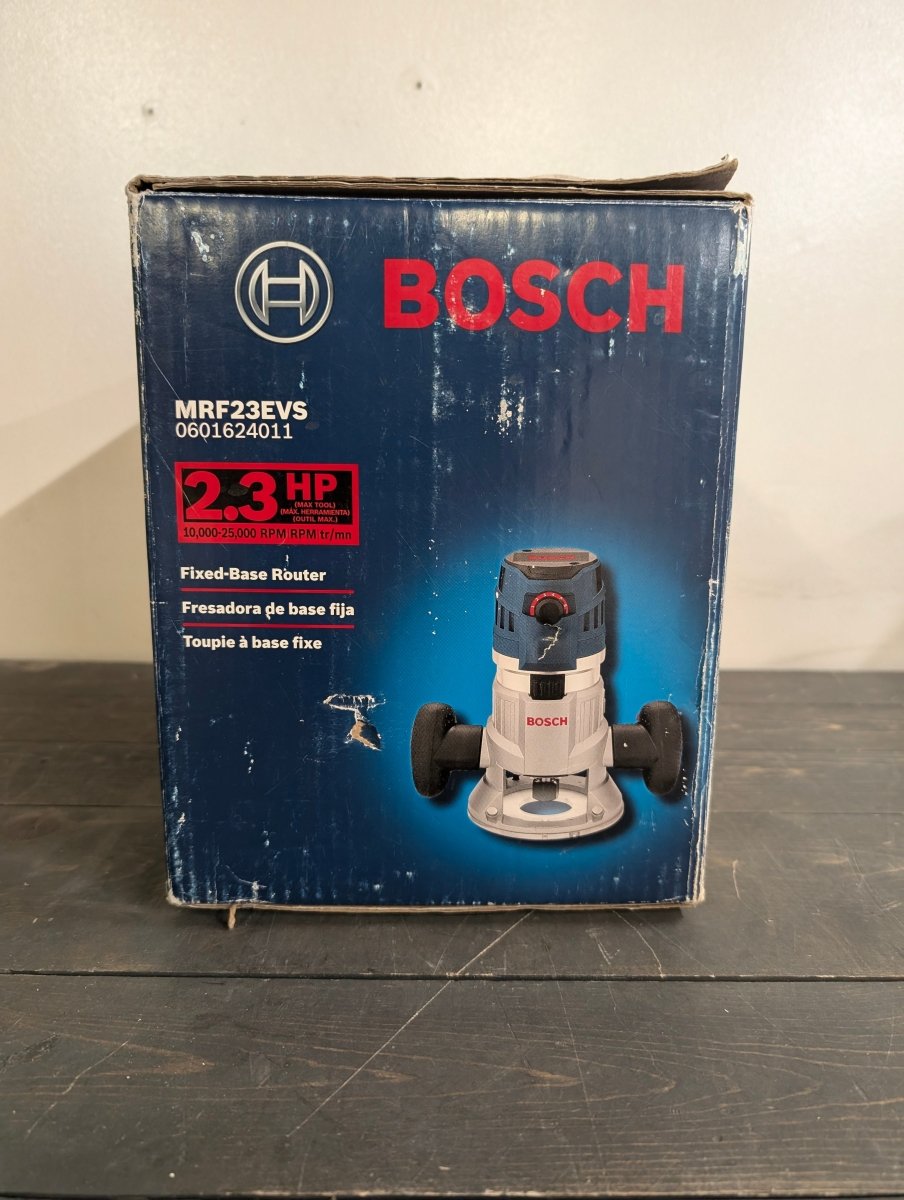 BOSCH
MRF23EVS
0601624011
2.3 HP
(MAX TOOL)
(MÁX. HERRAMIENTA)
(OUTIL MAX.)
10,000-25,000 RPM RPM tr/mn
Fixed-Base Router
Fresadora de base fija
Toupie à base fixe
BOSCH